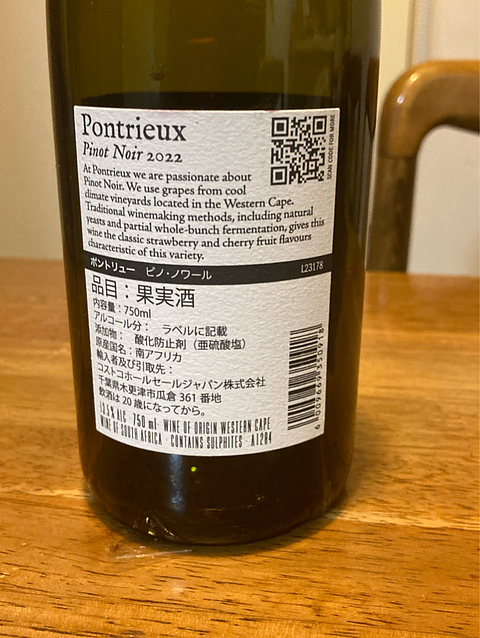 Pontrieux
Pinot Noir 2022
SCAN CODE FOR MORE
At Pontrieux we are passionate about
Pinot Noir. We use grapes from cool
climate vineyards located in the Western Cape.
Traditional winemaking methods, including natural
yeasts and partial whole-bunch fermentation, gives this
wine the classic strawberry and cherry fruit flavours
characteristic of this variety.
ポントリュー ピノ・ノワール L23178
品目：果実酒
内容量：750ml
アルコール分： ラベルに記載
添加物： 酸化防止剤（亜硫酸塩）
原産国名：南アフリカ
輸入者及び引取先：
コストコホールセールジャパン株式会社
千葉県木更津市瓜倉 361 番地
飲酒は 20 歳になってから。
13.5% ALC · 750 ml · WINE OF ORIGIN WESTERN CAPE
WINE OF SOUTH AFRICA · CONTAINS SULPHITES · A1284